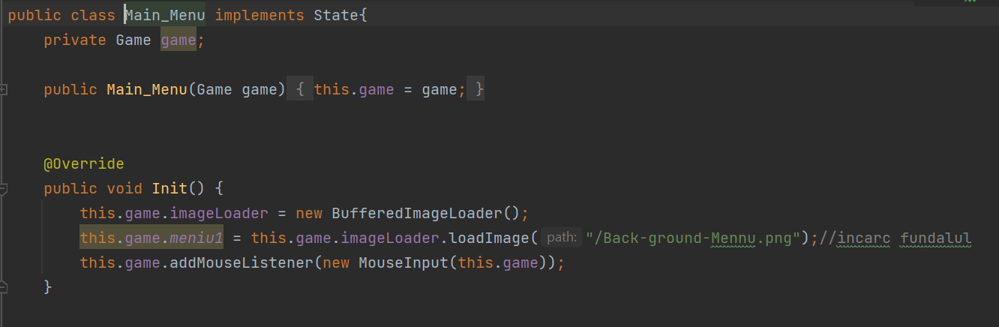 public class Main_Menu implements State{
private Game game;
public Main_Menu(Game game) { this.game = game; }
@Override
public void Init() {
this.game.imageLoader = new BufferedImageLoader();
this.game.meniu1 = this.game.imageLoader.loadImage( path: "/Back-ground-Mennu.png");//incarc fundalul
this.game.addMouseListener(new MouseInput(this.game));
}